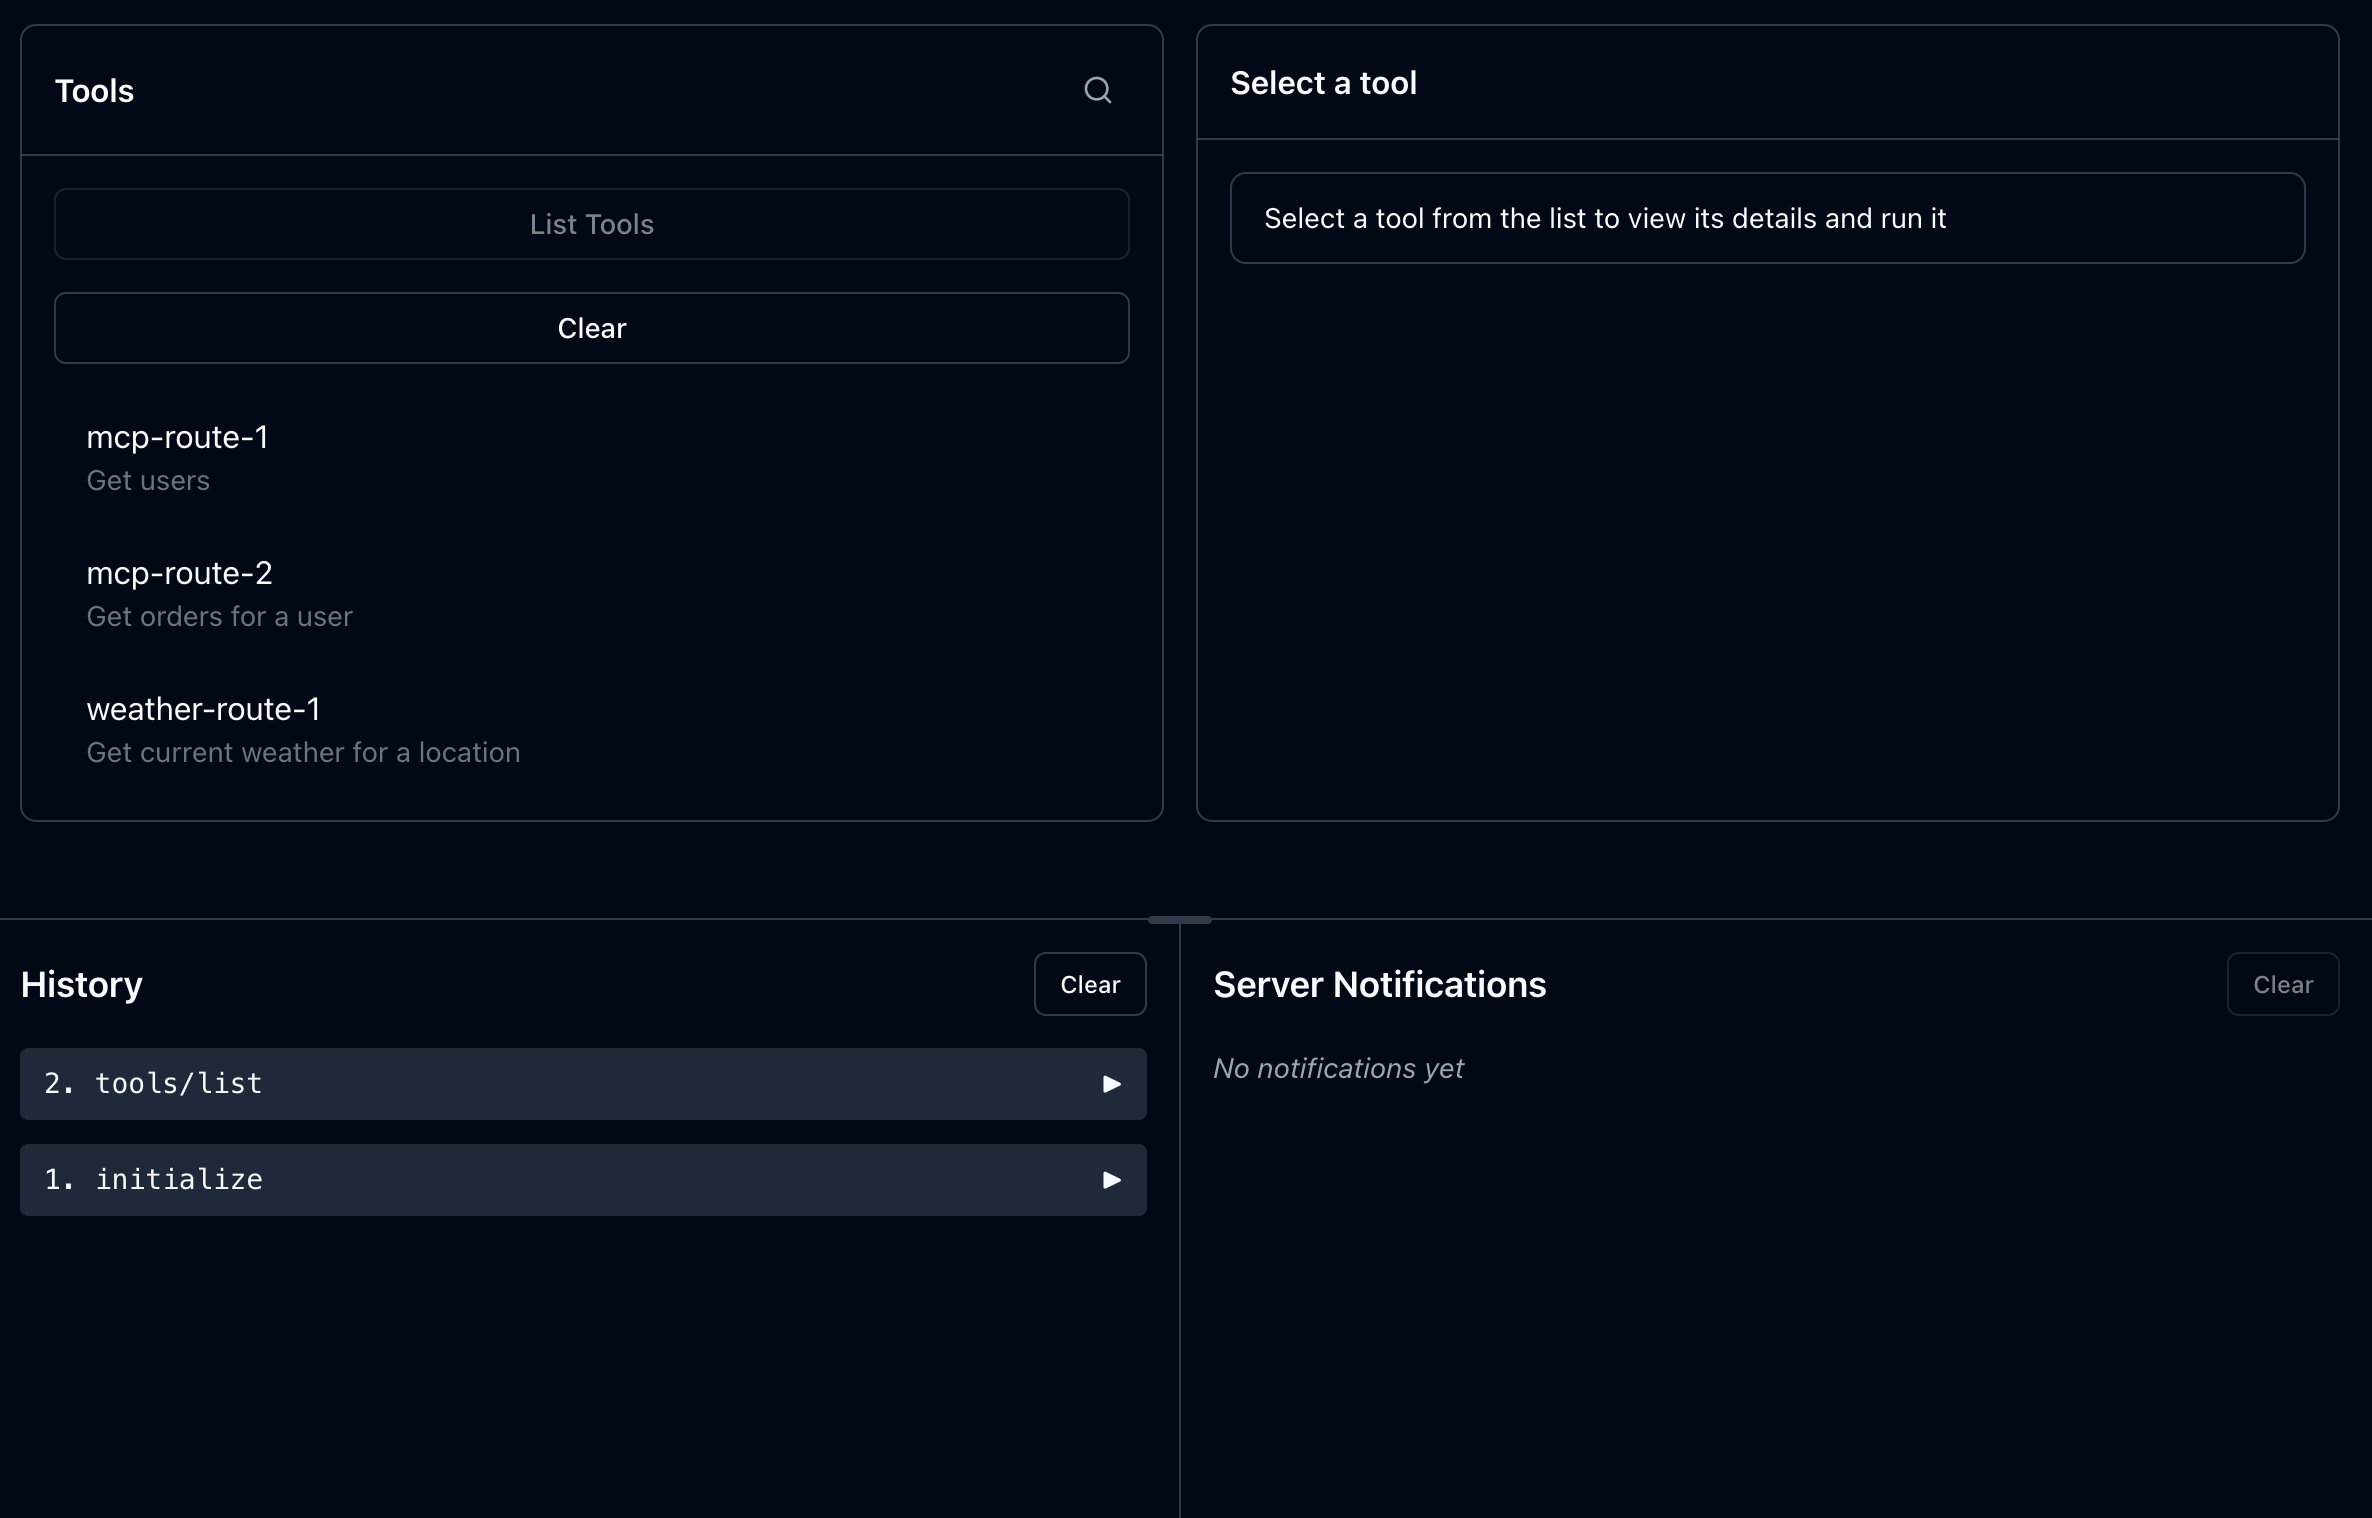 Tools
List Tools
Clear
mcp-route-1
Get users
mcp-route-2
Get orders for a user
weather-route-1
Get current weather for a location
Select a tool
Select a tool from the list to view its details and run it
History
Clear
2. tools/list
1. initialize
Server Notifications
Clear
No notifications yet